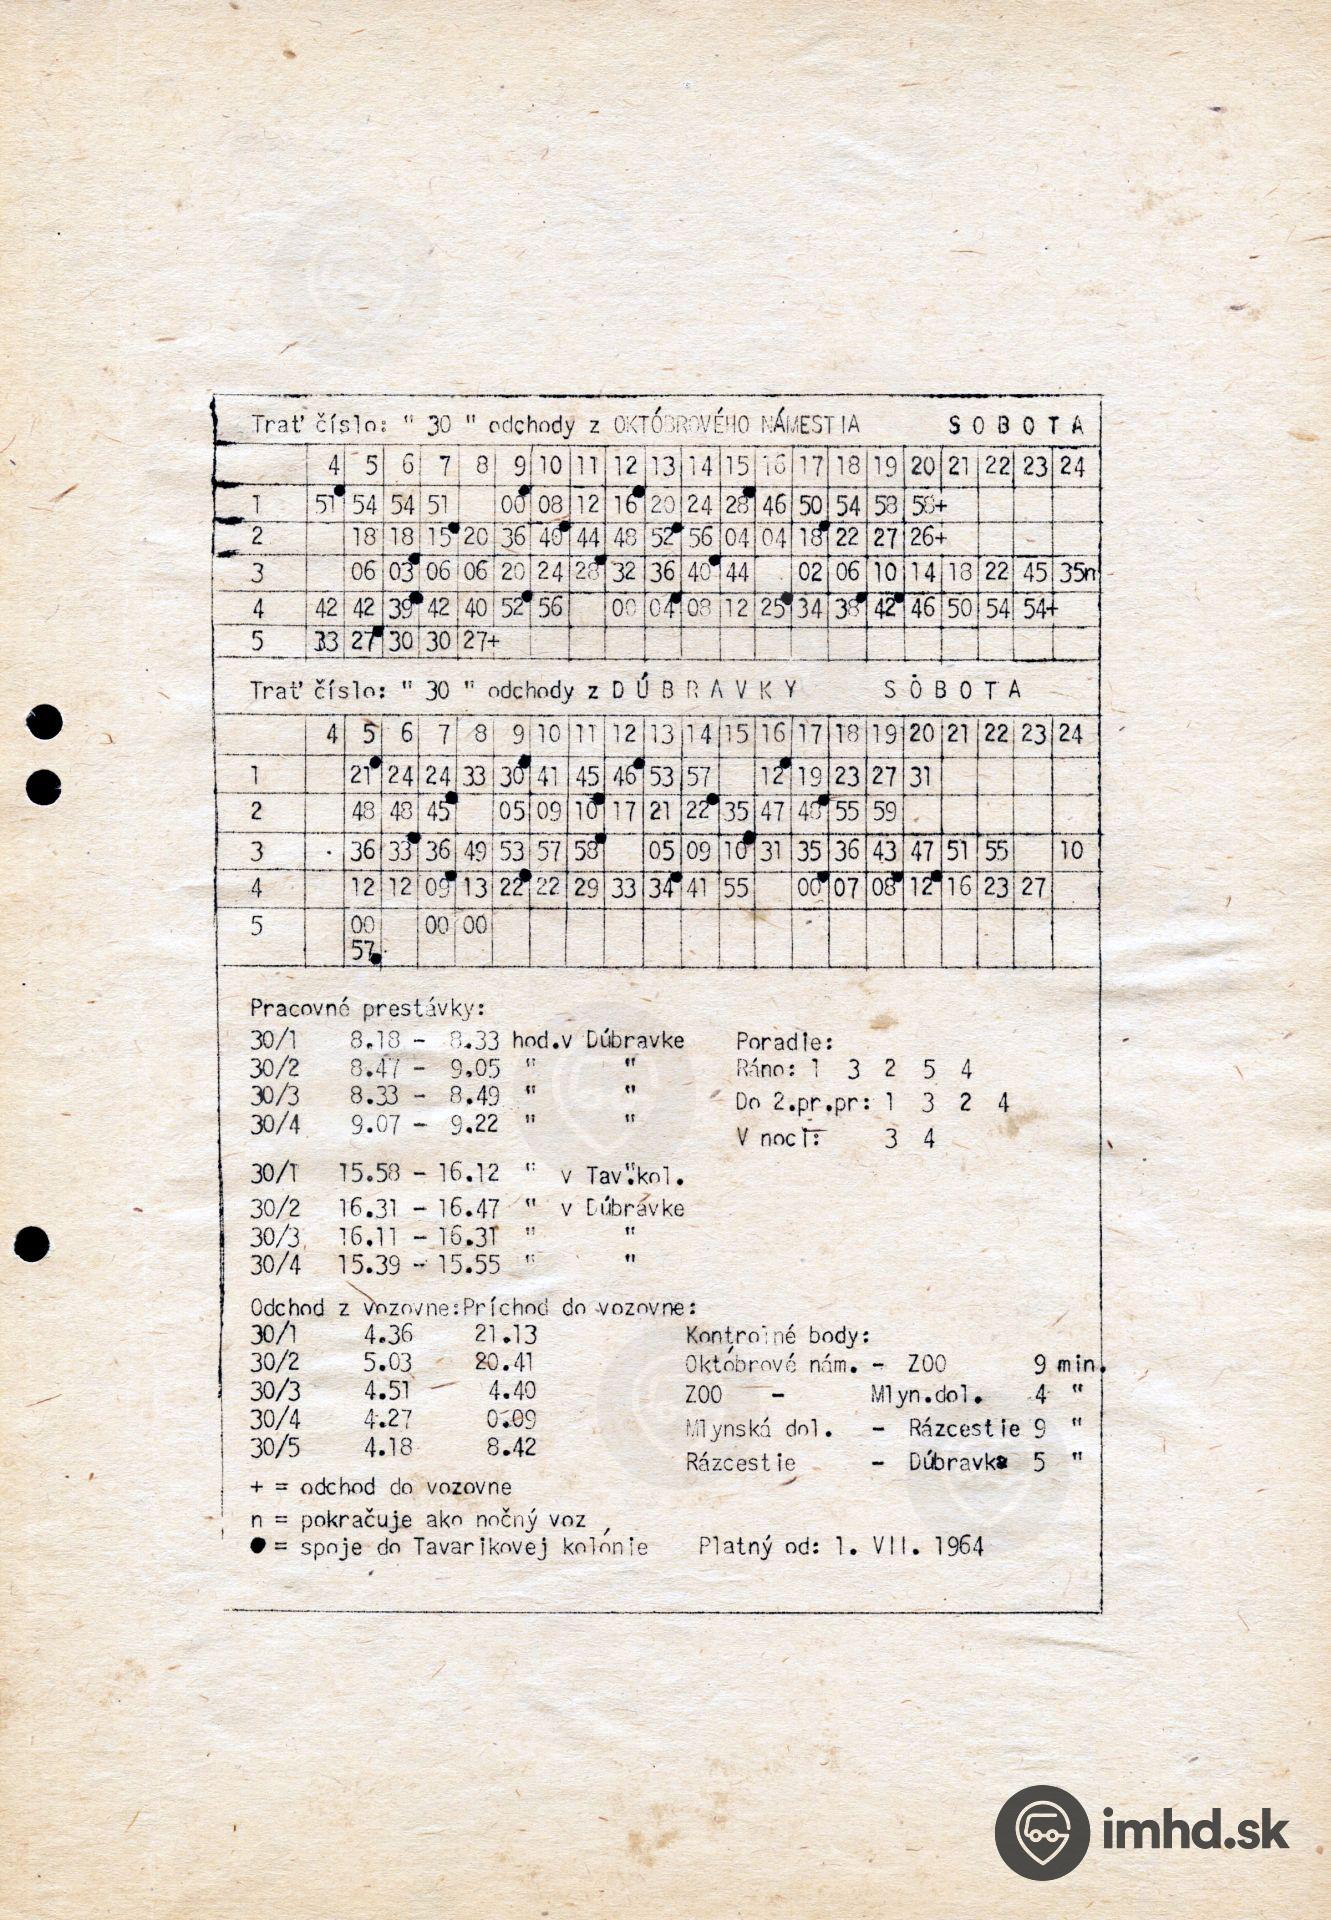 Trať číslo: " 30 " odchody z OKTÓBROVÉHO NÁMESTIA S O B O T A
4 5 6 7 8 9 10 11 12 13 14 15 16 17 18 19 20 21 22 23 24
1 51● 54 54 51 00● 08 12 16● 20 24 28● 46 50 54 58 58+
2 18 18 15● 20 36 40● 44 48 52● 56 04 04 18● 22 27 26+
3 06 03● 06 06 20 24 28● 32 36 40● 44 02 06 10 14 18 22 45 35n
4 42 42 39● 42 40 52● 56 00 04● 08 12 25● 34 38● 42● 46 50 54 54+
5 33 27● 30 30 27+
Trať číslo: " 30 " odchody z D Ú B R A V K Y S O B O T A
4 5 6 7 8 9 10 11 12 13 14 15 16 17 18 19 20 21 22 23 24
1 21● 24 24 33 30● 41 45 46● 53 57 12● 19 23 27 31
2 48 48 45● 05 09 10● 17 21 22● 35 47 48● 55 59
3 36 33● 36 49 53 57 58● 05 09 10● 31 35 36 43 47 51 55 10
4 12 12 09● 13 22● 22 29 33 34● 41 55 00● 07 08● 12● 16 23 27
5 00 00 00
57●
Pracovné prestávky:
30/1 8.18 - 8.33 hod.v Dúbravke Poradie:
30/2 8.47 - 9.05 " " Ráno: 1 3 2 5 4
30/3 8.33 - 8.49 " " Do 2.pr.pr: 1 3 2 4
30/4 9.07 - 9.22 " " V noci: 3 4
30/1 15.58 - 16.12 " v Tav.kol.
30/2 16.31 - 16.47 " v Dúbravke
30/3 16.11 - 16.31 " "
30/4 15.39 - 15.55 " "
Odchod z vozovne:Príchod do vozovne:
30/1 4.36 21.13 Kontrolné body:
30/2 5.03 20.41 Októbrové nám. - ZOO 9 min.
30/3 4.51 4.40 ZOO - Mlyn.dol. 4 "
30/4 4.27 0.09 Mlynská dol. - Rázcestie 9 "
30/5 4.18 8.42 Rázcestie - Dúbravka 5 "
+ = odchod do vozovne
n = pokračuje ako nočný voz
● = spoje do Tavarikovej kolónie Platný od: 1. VII. 1964
imhd.sk